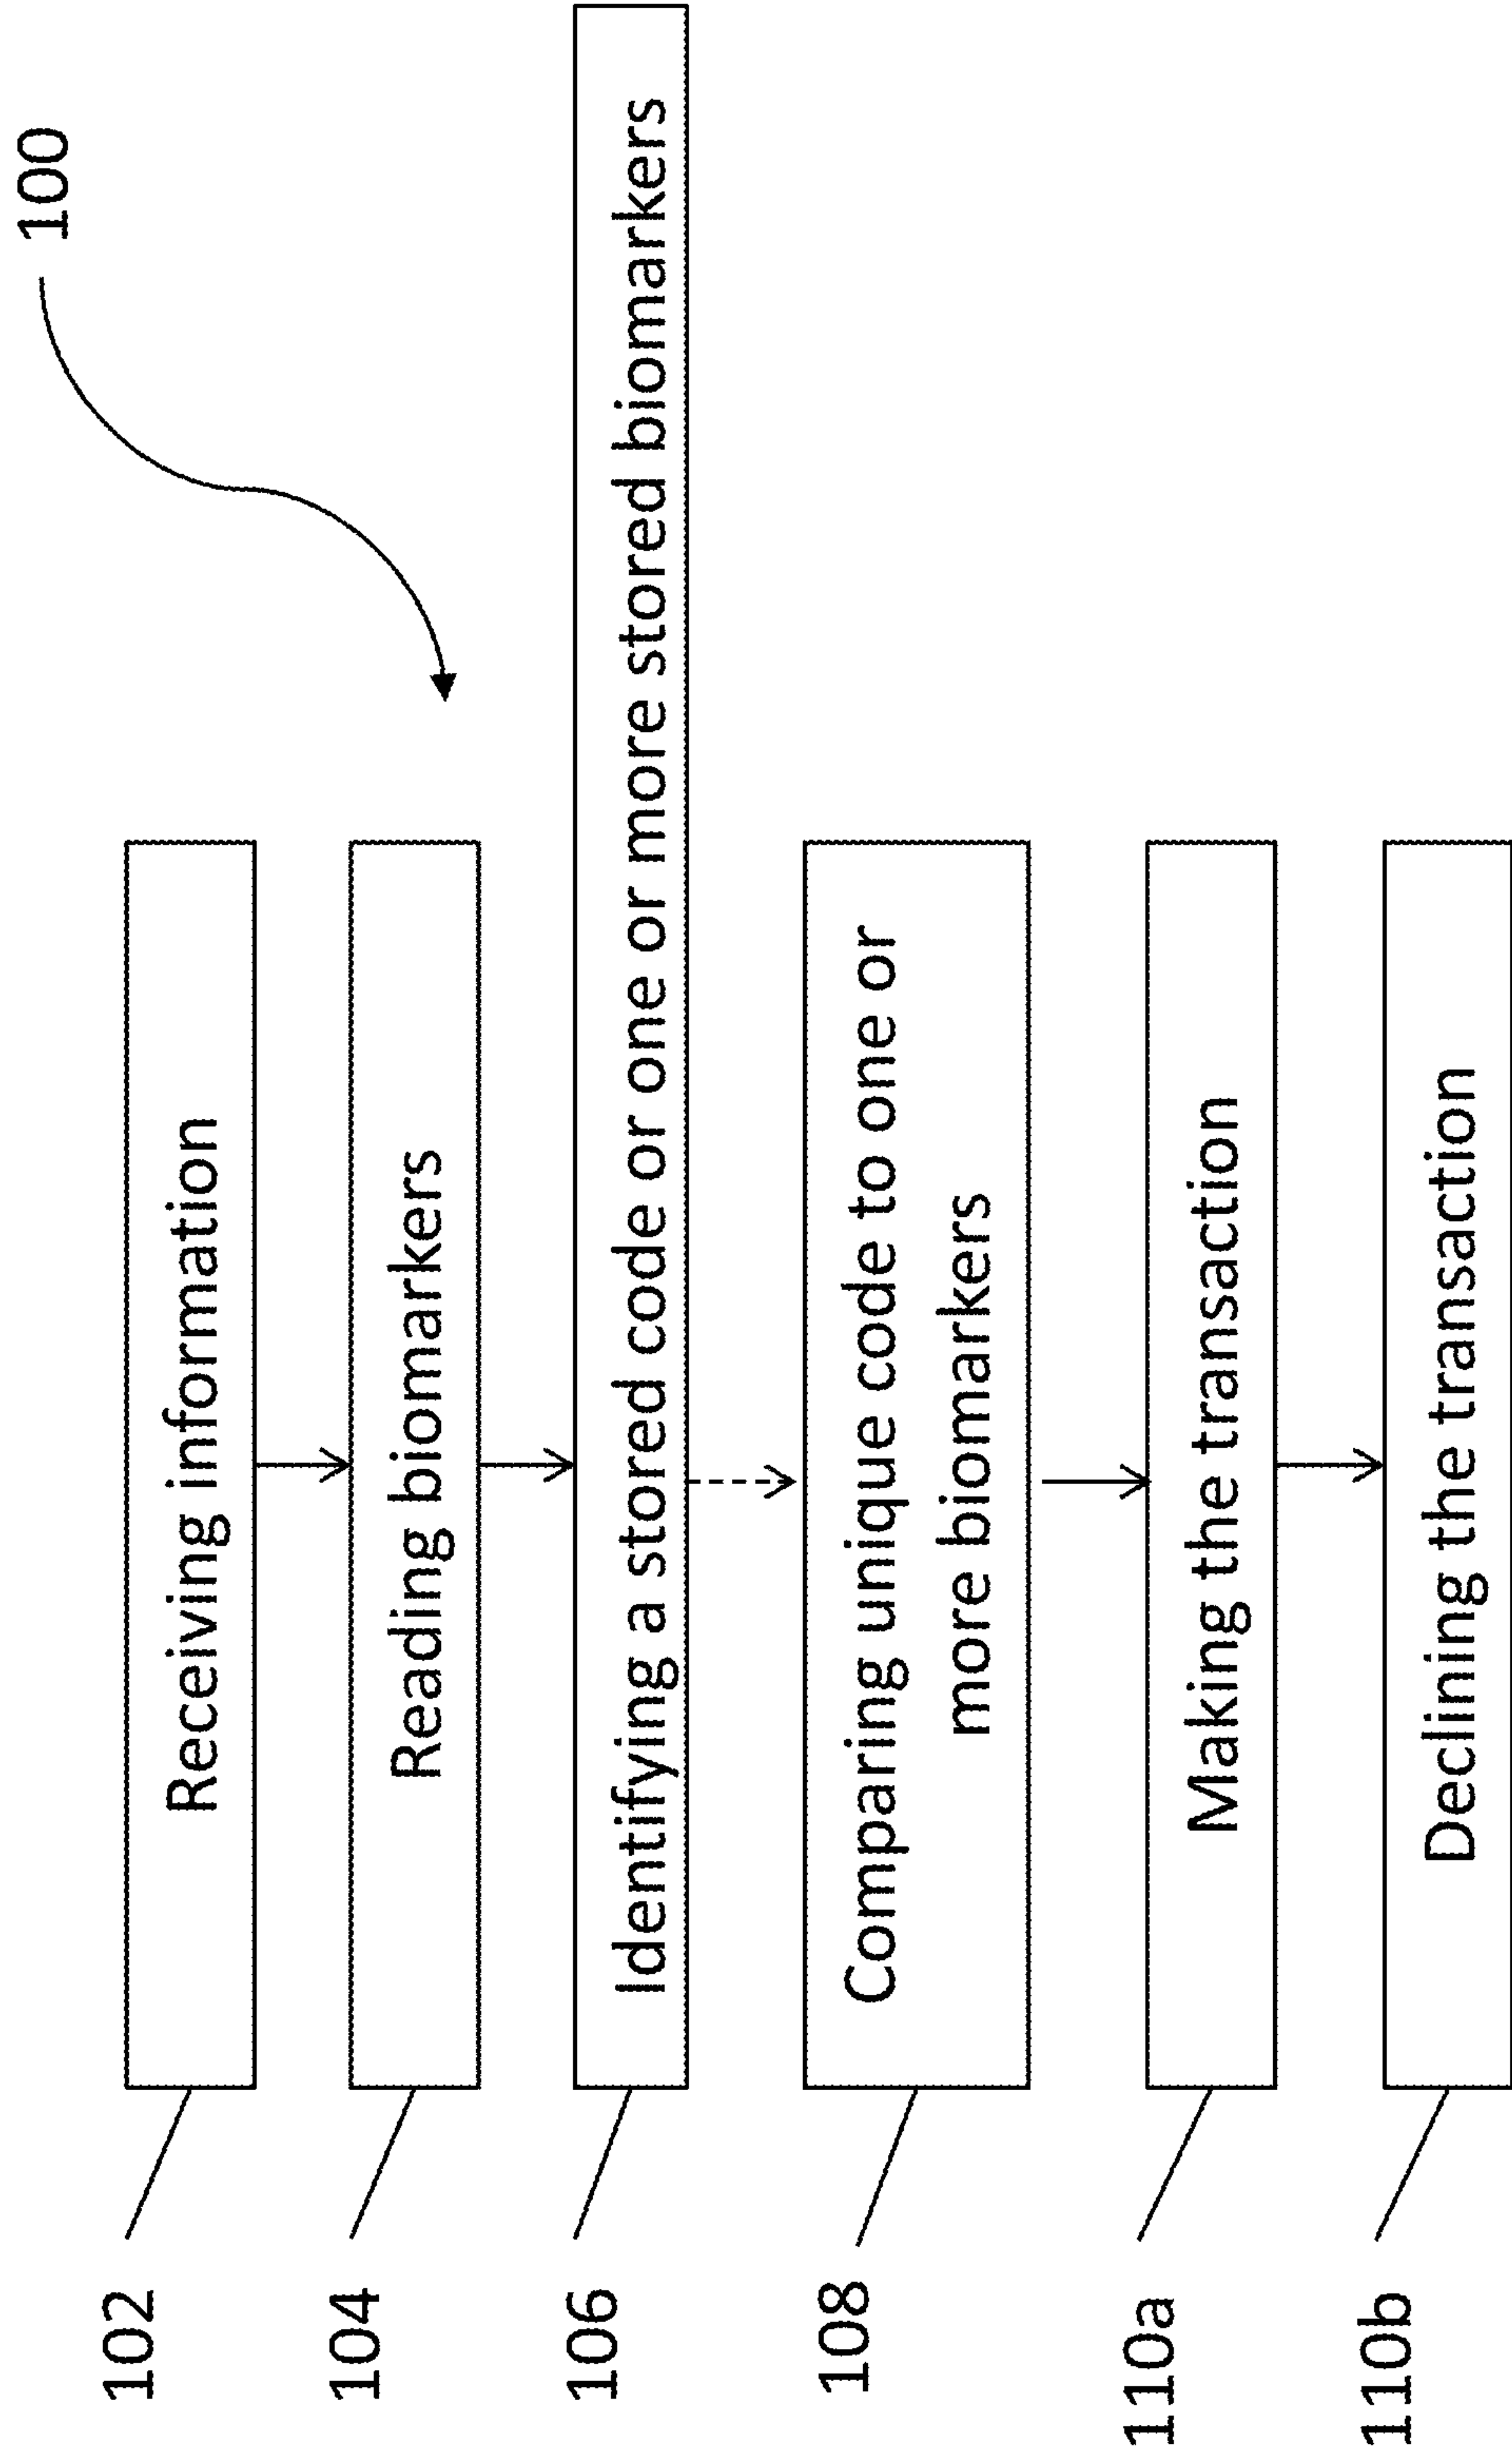 100
102
Receiving information
104
Reading biomarkers
106
Identifying a stored code or one or more stored biomarkers
108
Comparing unique code to one or
more biomarkers
110a
Making the transaction
110b
Declining the transaction